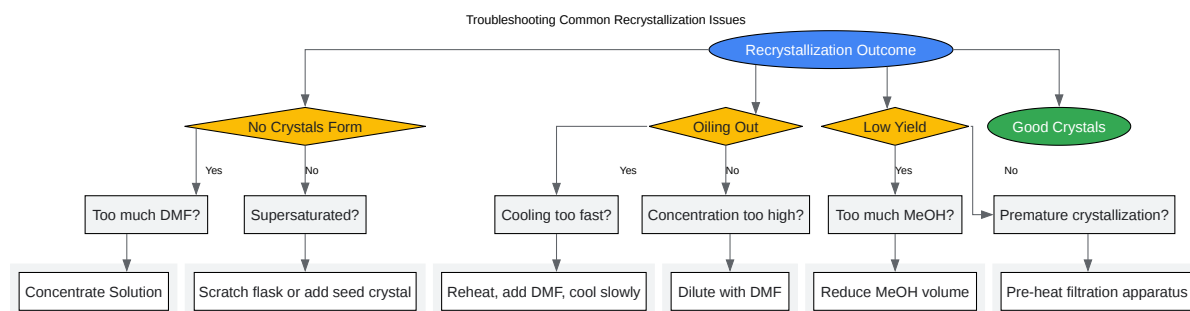 Troubleshooting Common Recrystallization Issues
Recrystallization Outcome
No Crystals Form
Oiling Out
Low Yield
Good Crystals
Yes
No
Yes
No
Yes
No
Too much DMF?
Supersaturated?
Cooling too fast?
Concentration too high?
Too much MeOH?
Premature crystallization?
Concentrate Solution
Scratch flask or add seed crystal
Reheat, add DMF, cool slowly
Dilute with DMF
Reduce MeOH volume
Pre-heat filtration apparatus